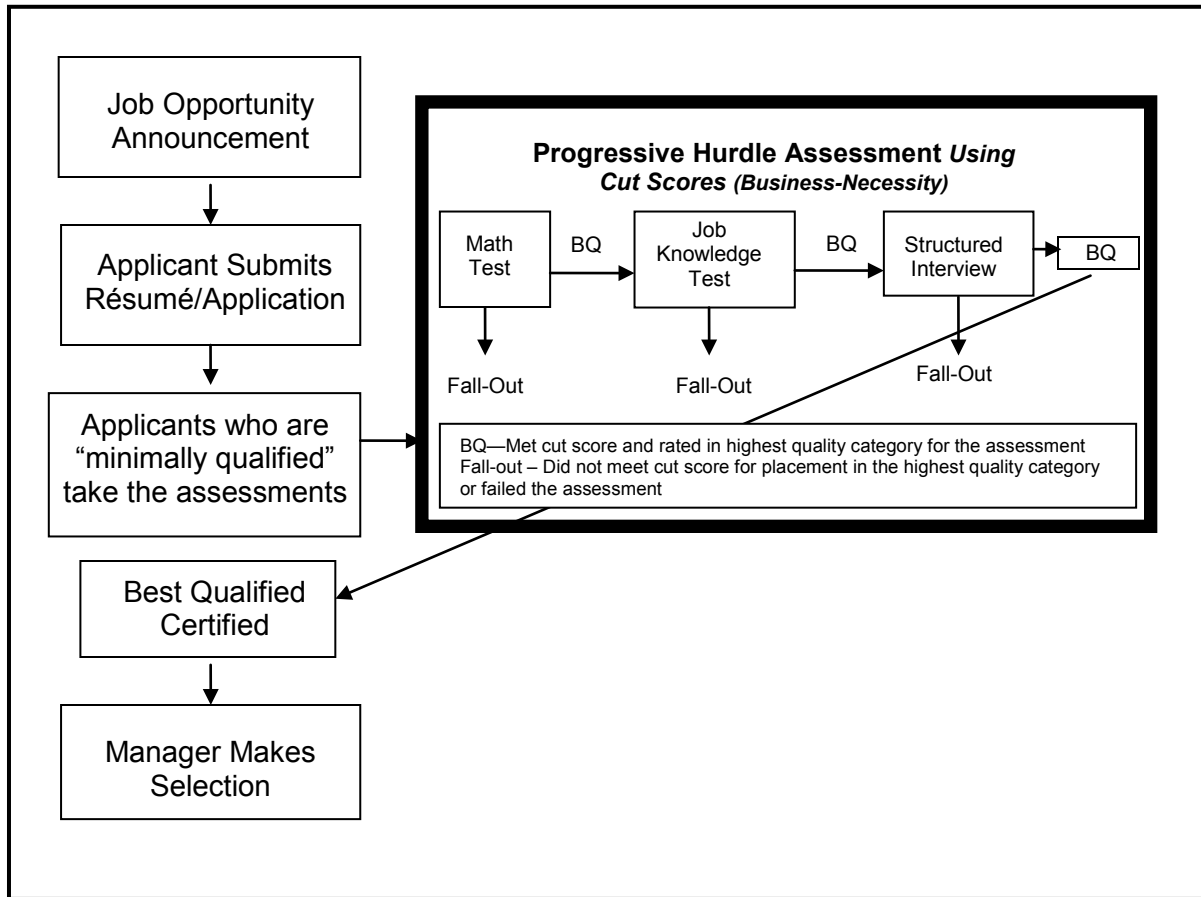 Job Opportunity
Announcement
Applicant Submits
Résumé/Application
Applicants who are
“minimally qualified”
take the assessments
Progressive Hurdle Assessment Using
Cut Scores (Business-Necessity)
Math
Test
BQ
Job
Knowledge
Test
BQ
Structured
Interview
BQ
Fall-Out
Fall-Out
Fall-Out
BQ—Met cut score and rated in highest quality category for the assessment
Fall-out – Did not meet cut score for placement in the highest quality category
or failed the assessment
Best Qualified
Certified
Manager Makes
Selection